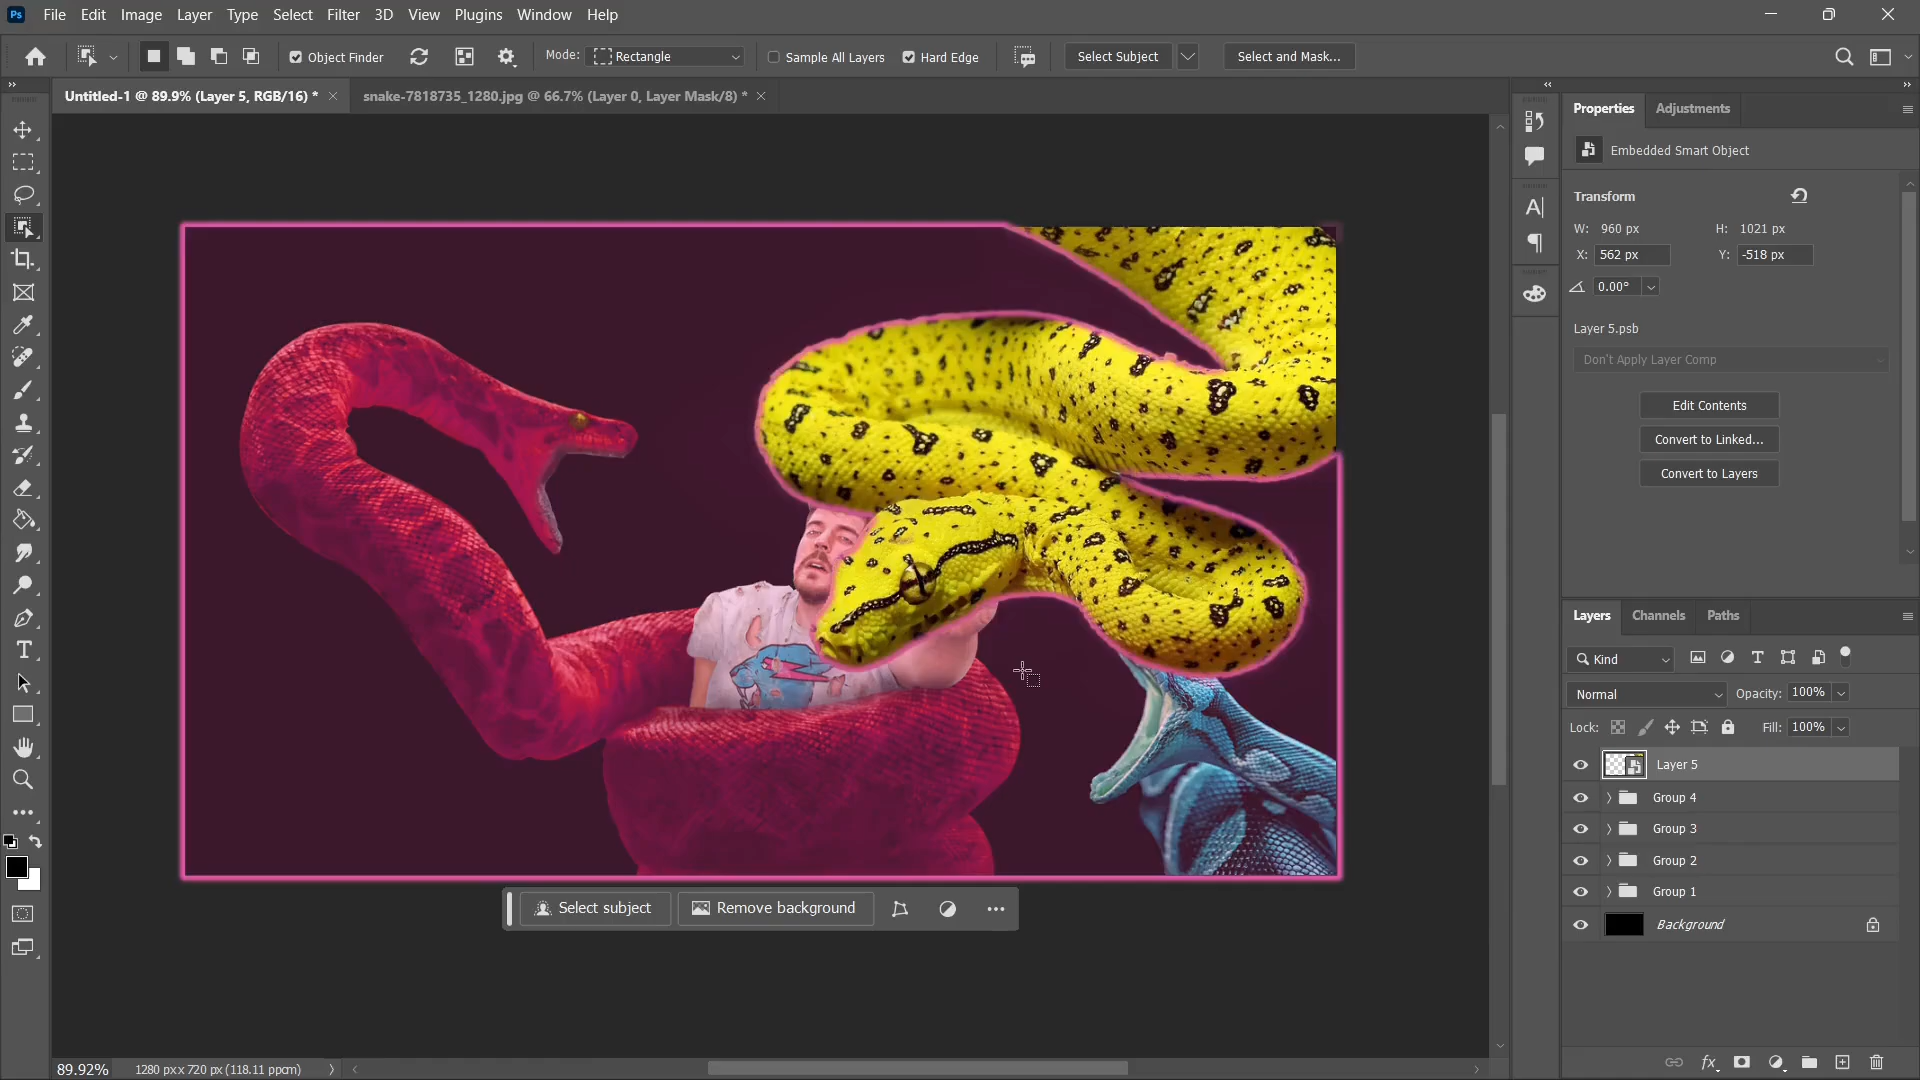 Ps File Edit Image Layer Type Select Filter 3D View Plugins Window Help
Object Finder Mode: Rectangle Sample All Layers Hard Edge Select Subject Select and Mask...
Untitled-1 @ 89.9% (Layer 5, RGB/16) * snake-7818735_1280.jpg @ 66.7% (Layer 0, Layer Mask/8) *
Properties Adjustments
Embedded Smart Object
Transform
W: 960 px H: 1021 px
X: 562 px Y: -518 px
0.00°
Layer 5.psb
Don't Apply Layer Comp
Edit Contents
Convert to Linked...
Convert to Layers
Layers Channels Paths
Kind
Normal Opacity: 100%
Lock: Fill: 100%
Layer 5
Group 4
Group 3
Group 2
Group 1
Background
Select subject Remove background
89.92% 1280 px x 720 px (118.11 ppcm)